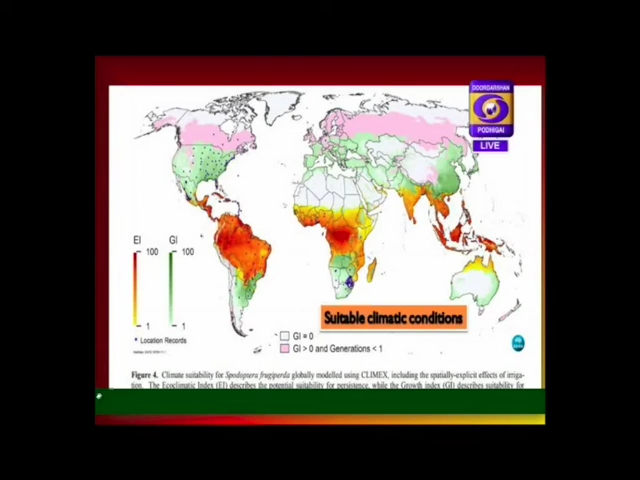 DOORDARSHAN
PODHIGAI
LIVE
EI GI
100 100
1 1
Location Records
Suitable climatic conditions
GI = 0
GI > 0 and Generations < 1
Figure 4. Climate suitability for Spodoptera frugiperda globally modelled using CLIMEX, including the spatially-explicit effects of irriga-
tion. The Ecoclimatic Index (EI) describes the potential suitability for persistence, while the Growth index (GI) describes suitability for